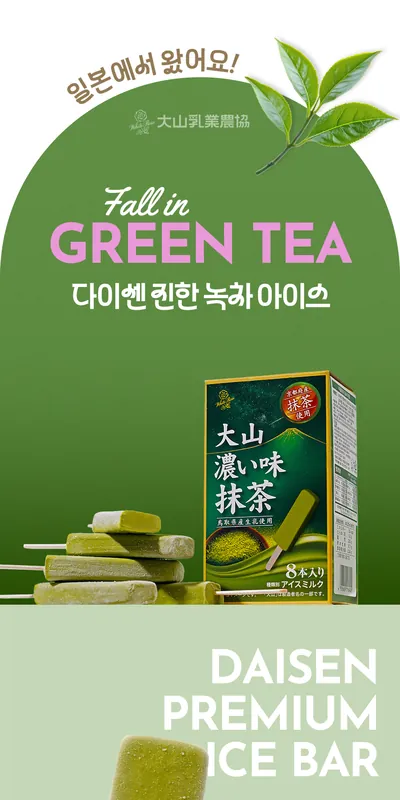 일본에서 왔어요!
大山乳業農協
Fall in
GREEN TEA
다이센 진한 녹차 아이스
京都府産
抹茶
使用
大山
濃い味
抹茶
鳥取県産生乳使用
8本入り
種類別 アイスミルク
DAISEN
PREMIUM
ICE BAR